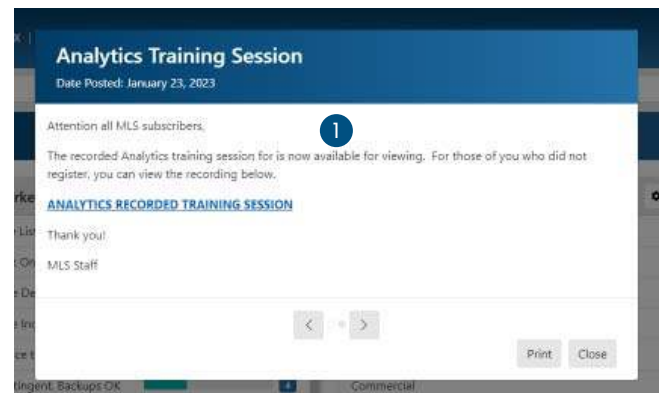 X |
Analytics Training Session
Date Posted: January 23, 2023
Attention all MLS subscribers,
1
The recorded Analytics training session for is now available for viewing. For those of you who did not
register, you can view the recording below.
ANALYTICS RECORDED TRAINING SESSION
Thank you!
MLS Staff
< >
Print Close
tingent. Backups OK 4 Commercial